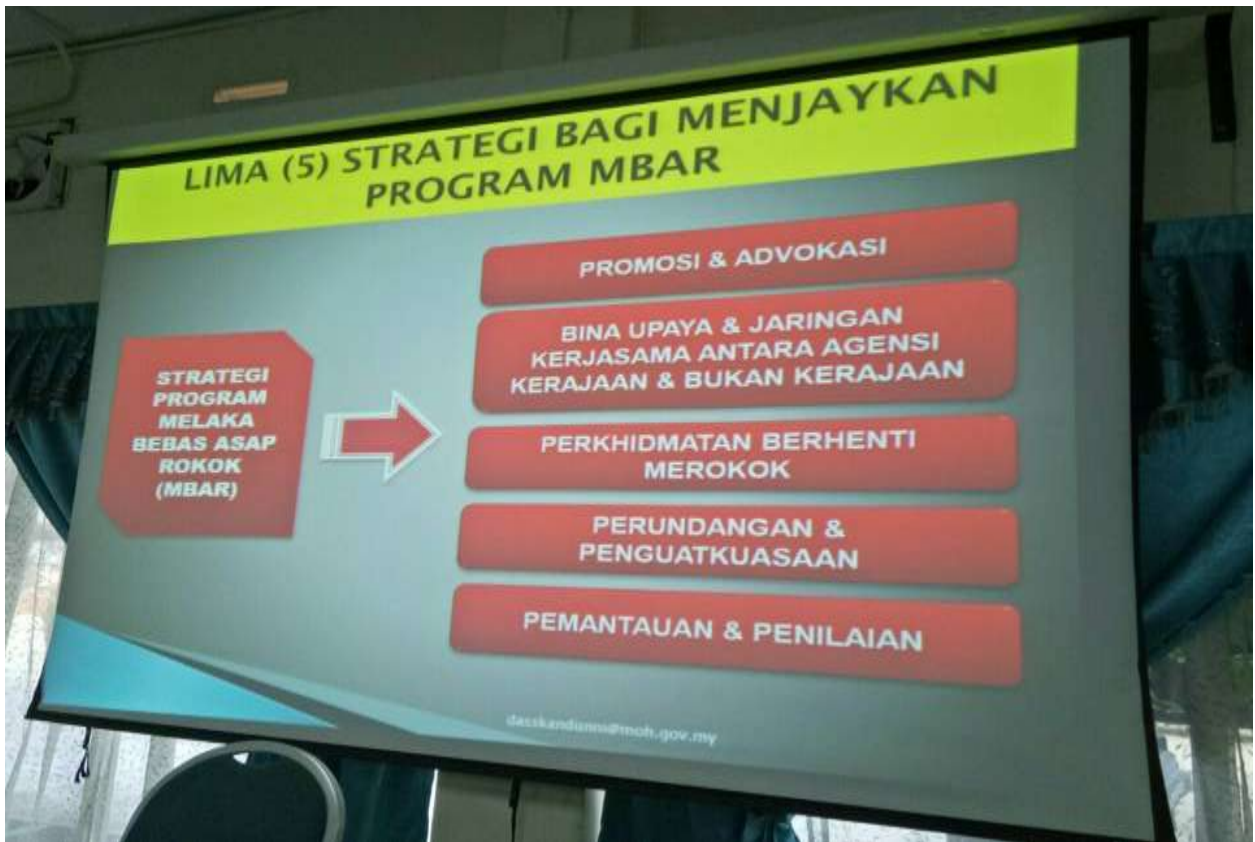 LIMA (5) STRATEGI BAGI MENJAYKAN
PROGRAM MBAR
STRATEGI
PROGRAM
MELAKA
BEBAS ASAP
ROKOK
(MBAR)
PROMOSI & ADVOKASI
BINA UPAYA & JARINGAN
KERJASAMA ANTARA AGENSI
KERAJAAN & BUKAN KERAJAAN
PERKHIDMATAN BERHENTI
MEROKOK
PERUNDANGAN &
PENGUATKUASAAN
PEMANTAUAN & PENILAIAN